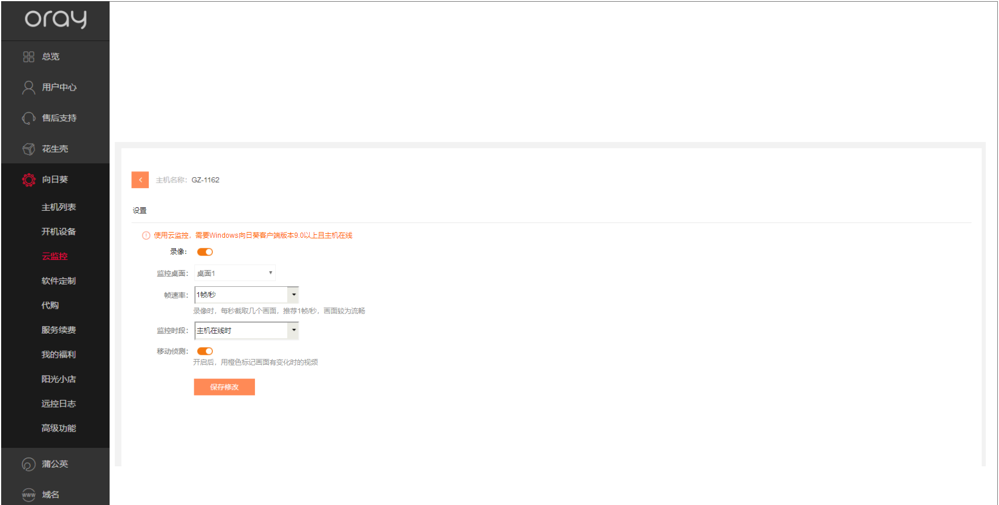 oray
总览
用户中心
售后支持
花生壳
向日葵
主机列表
开机设备
云监控
软件定制
代购
服务续费
我的福利
阳光小店
远控日志
高级功能
蒲公英
www 域名
主机名称: GZ-1162
设置
使用云监控，需要Windows向日葵客户端版本9.0以上且主机在线
录像:
监控桌面: 桌面1
帧速率: 1帧/秒
录像时，每秒截取几个画面，推荐1帧/秒，画面较为流畅
监控时段: 主机在线时
移动侦测:
开启后，用橙色标记画面有变化时的视频
保存修改